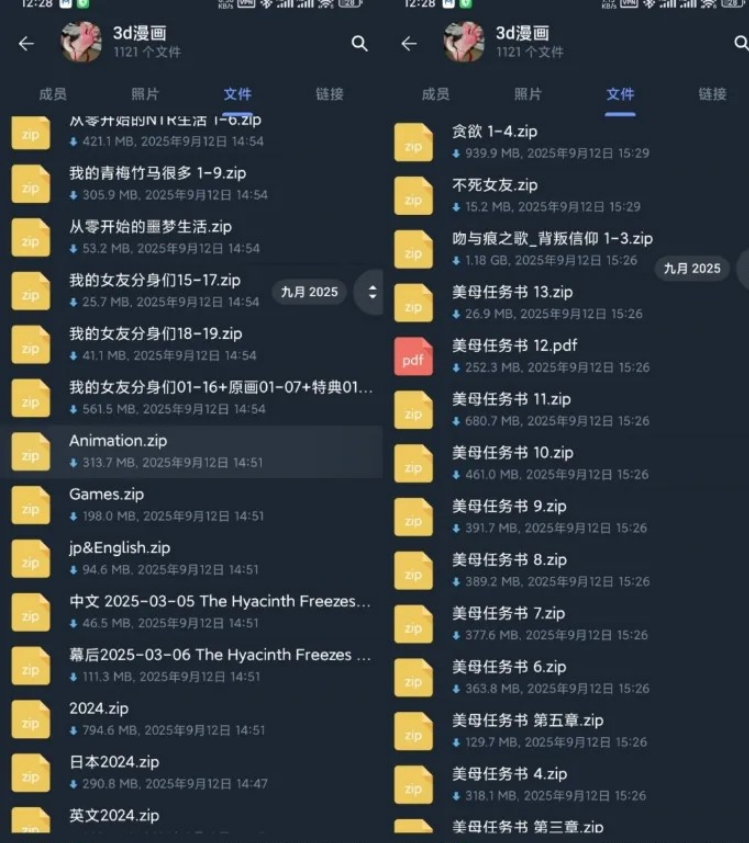 12:28
3d漫画
1121 个文件
成员 照片 文件 链接
从零开始的NTR生活 1-6.zip
421.1 MB, 2025年9月12日 14:54
我的青梅竹马很多 1-9.zip
305.9 MB, 2025年9月12日 14:54
从零开始的噩梦生活.zip
53.2 MB, 2025年9月12日 14:54
我的女友分身们15-17.zip
25.7 MB, 2025年9月12日 14:54
九月 2025
我的女友分身们18-19.zip
41.1 MB, 2025年9月12日 14:54
我的女友分身们01-16+原画01-07+特典01...
561.5 MB, 2025年9月12日 14:54
Animation.zip
313.7 MB, 2025年9月12日 14:51
Games.zip
198.0 MB, 2025年9月12日 14:51
jp&English.zip
94.6 MB, 2025年9月12日 14:51
中文 2025-03-05 The Hyacinth Freezes...
46.5 MB, 2025年9月12日 14:51
幕后2025-03-06 The Hyacinth Freezes ...
111.3 MB, 2025年9月12日 14:51
2024.zip
794.6 MB, 2025年9月12日 14:51
日本2024.zip
290.8 MB, 2025年9月12日 14:47
英文2024.zip
zip
12:28
3d漫画
1121 个文件
成员 照片 文件 链接
贪欲 1-4.zip
939.9 MB, 2025年9月12日 15:29
不死女友.zip
15.2 MB, 2025年9月12日 15:29
吻与痕之歌_背叛信仰 1-3.zip
1.18 GB, 2025年9月12日 15:26
九月 2025
美母任务书 13.zip
26.9 MB, 2025年9月12日 15:26
美母任务书 12.pdf
252.3 MB, 2025年9月12日 15:26
美母任务书 11.zip
680.7 MB, 2025年9月12日 15:26
美母任务书 10.zip
461.0 MB, 2025年9月12日 15:26
美母任务书 9.zip
391.7 MB, 2025年9月12日 15:26
美母任务书 8.zip
389.2 MB, 2025年9月12日 15:26
美母任务书 7.zip
377.6 MB, 2025年9月12日 15:26
美母任务书 6.zip
363.8 MB, 2025年9月12日 15:26
美母任务书 第五章.zip
129.7 MB, 2025年9月12日 15:26
美母任务书 4.zip
318.1 MB, 2025年9月12日 15:26
美母任务书 第三章.zip